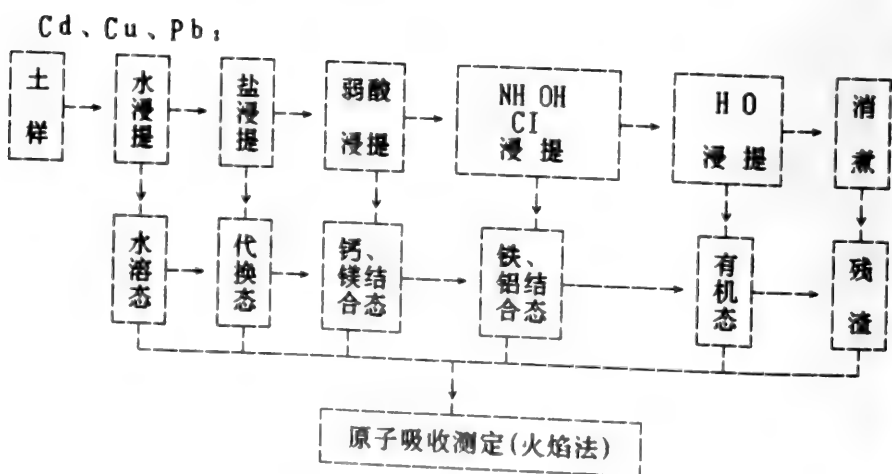 Cd、Cu、Pb：
土样
水浸提
盐浸提
弱酸
浸提
NH OH
CI
浸提
H O
浸提
消煮
水溶态
代换态
钙、
镁结
合态
铁、
铝结
合态
有机态
残渣
原子吸收测定(火焰法)